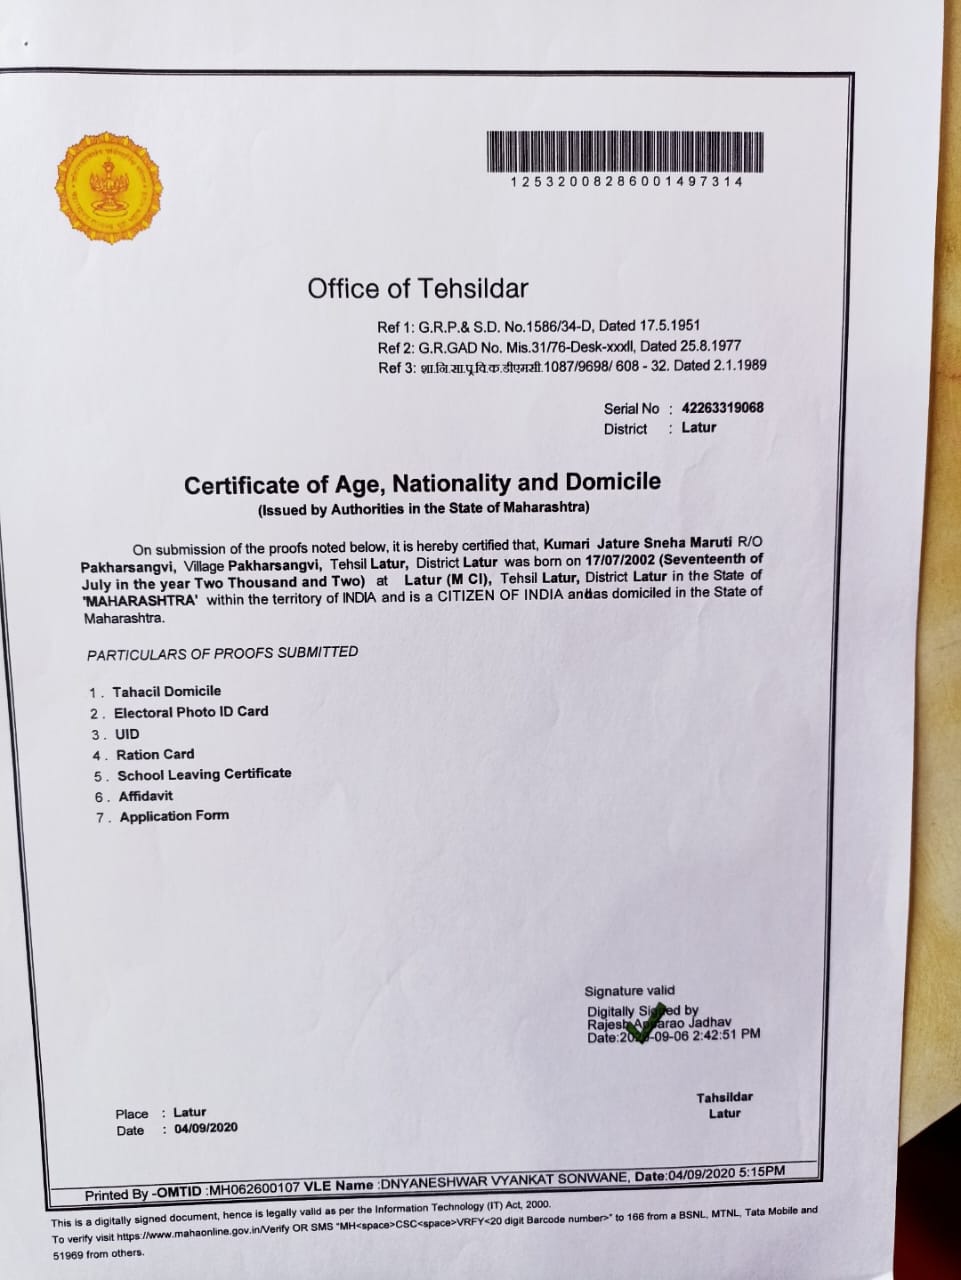 12532008286001497314
Office of Tehsildar
Ref 1: G.R.P.& S.D. No.1586/34-D, Dated 17.5.1951
Ref 2: G.R.GAD No. Mis.31/76-Desk-xxxII, Dated 25.8.1977
Ref 3: शा.नि.सा.प्र.वि.क.डीएमसी.1087/9698/ 608 - 32. Dated 2.1.1989
Serial No : 42263319068
District : Latur
Certificate of Age, Nationality and Domicile
(Issued by Authorities in the State of Maharashtra)
On submission of the proofs noted below, it is hereby certified that, Kumari Jature Sneha Maruti R/O
Pakharsangvi, Village Pakharsangvi, Tehsil Latur, District Latur was born on 17/07/2002 (Seventeenth of
July in the year Two Thousand and Two) at Latur (M Cl), Tehsil Latur, District Latur in the State of
'MAHARASHTRA' within the territory of INDIA and is a CITIZEN OF INDIA and as domiciled in the State of
Maharashtra.
PARTICULARS OF PROOFS SUBMITTED
1 . Tahacil Domicile
2 . Electoral Photo ID Card
3 . UID
4 . Ration Card
5 . School Leaving Certificate
6 . Affidavit
7 . Application Form
Signature valid
Digitally Signed by
Rajesh Jadhav
Date:2020-09-06 2:42:51 PM
Tahsildar
Latur
Place : Latur
Date : 04/09/2020
Printed By -OMTID :MH062600107 VLE Name :DNYANESHWAR VYANKAT SONWANE, Date:04/09/2020 5:15PM
This is a digitally signed document, hence is legally valid as per the Information Technology (IT) Act, 2000.
To verify visit https://www.mahaonline.gov.in/Verify OR SMS "MH<space>CSC<space>VRFY<20 digit Barcode number>" to 166 from a BSNL, MTNL, Tata Mobile and
51969 from others.